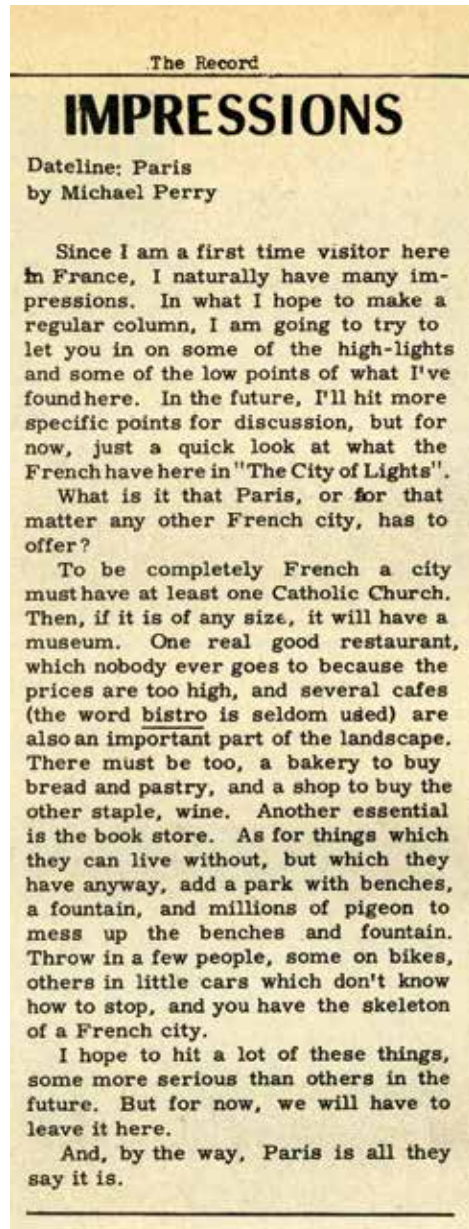 The Record
IMPRESSIONS
Dateline: Paris
by Michael Perry
Since I am a first time visitor here
in France, I naturally have many im-
pressions. In what I hope to make a
regular column, I am going to try to
let you in on some of the high-lights
and some of the low points of what I've
found here. In the future, I'll hit more
specific points for discussion, but for
now, just a quick look at what the
French have here in "The City of Lights".
What is it that Paris, or for that
matter any other French city, has to
offer?
To be completely French a city
must have at least one Catholic Church.
Then, if it is of any size, it will have a
museum. One real good restaurant,
which nobody ever goes to because the
prices are too high, and several cafes
(the word bistro is seldom used) are
also an important part of the landscape.
There must be too, a bakery to buy
bread and pastry, and a shop to buy the
other staple, wine. Another essential
is the book store. As for things which
they can live without, but which they
have anyway, add a park with benches,
a fountain, and millions of pigeon to
mess up the benches and fountain.
Throw in a few people, some on bikes,
others in little cars which don't know
how to stop, and you have the skeleton
of a French city.
I hope to hit a lot of these things,
some more serious than others in the
future. But for now, we will have to
leave it here.
And, by the way, Paris is all they
say it is.